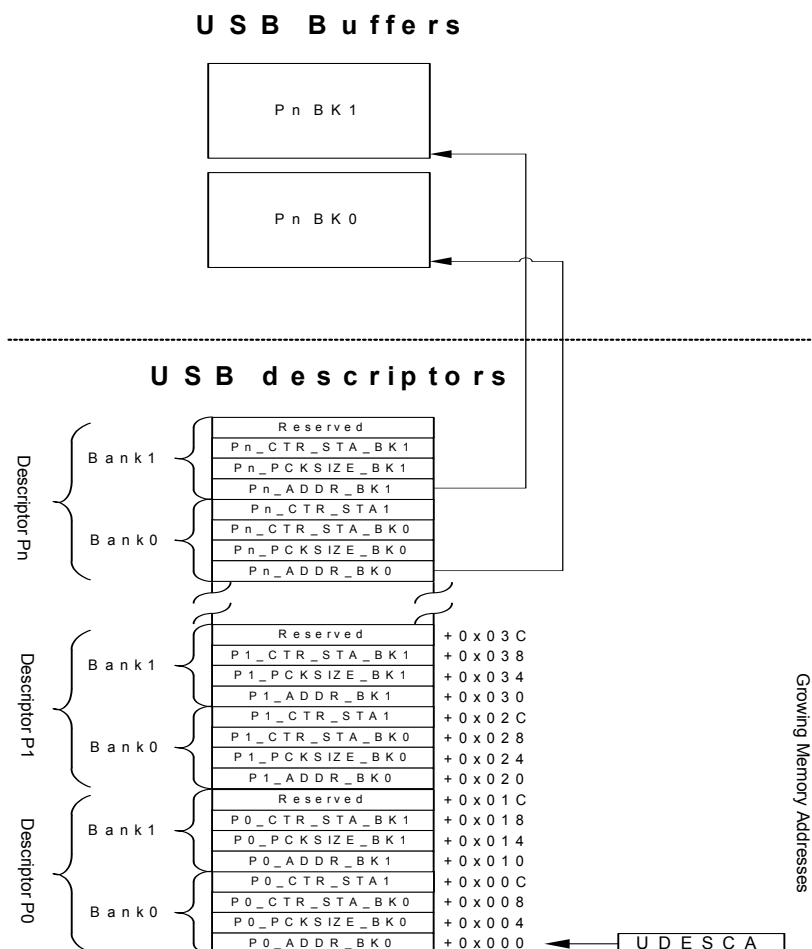 USB Buffers
Pn BK1
Pn BK0
USB descriptors
Descriptor Pn
Bank1
Reserved
Pn_CTR_STA_BK1
Pn_PCKSIZE_BK1
Pn_ADDR_BK1
Bank0
Pn_CTR_STA1
Pn_CTR_STA_BK0
Pn_PCKSIZE_BK0
Pn_ADDR_BK0
Descriptor P1
Bank1
Reserved +0x03C
P1_CTR_STA_BK1 +0x038
P1_PCKSIZE_BK1 +0x034
P1_ADDR_BK1 +0x030
Bank0
P1_CTR_STA1 +0x02C
P1_CTR_STA_BK0 +0x028
P1_PCKSIZE_BK0 +0x024
P1_ADDR_BK0 +0x020
Descriptor P0
Bank1
Reserved +0x01C
P0_CTR_STA_BK1 +0x018
P0_PCKSIZE_BK1 +0x014
P0_ADDR_BK1 +0x010
Bank0
P0_CTR_STA1 +0x00C
P0_CTR_STA_BK0 +0x008
P0_PCKSIZE_BK0 +0x004
P0_ADDR_BK0 +0x000
UDESCA
Growing Memory Addresses